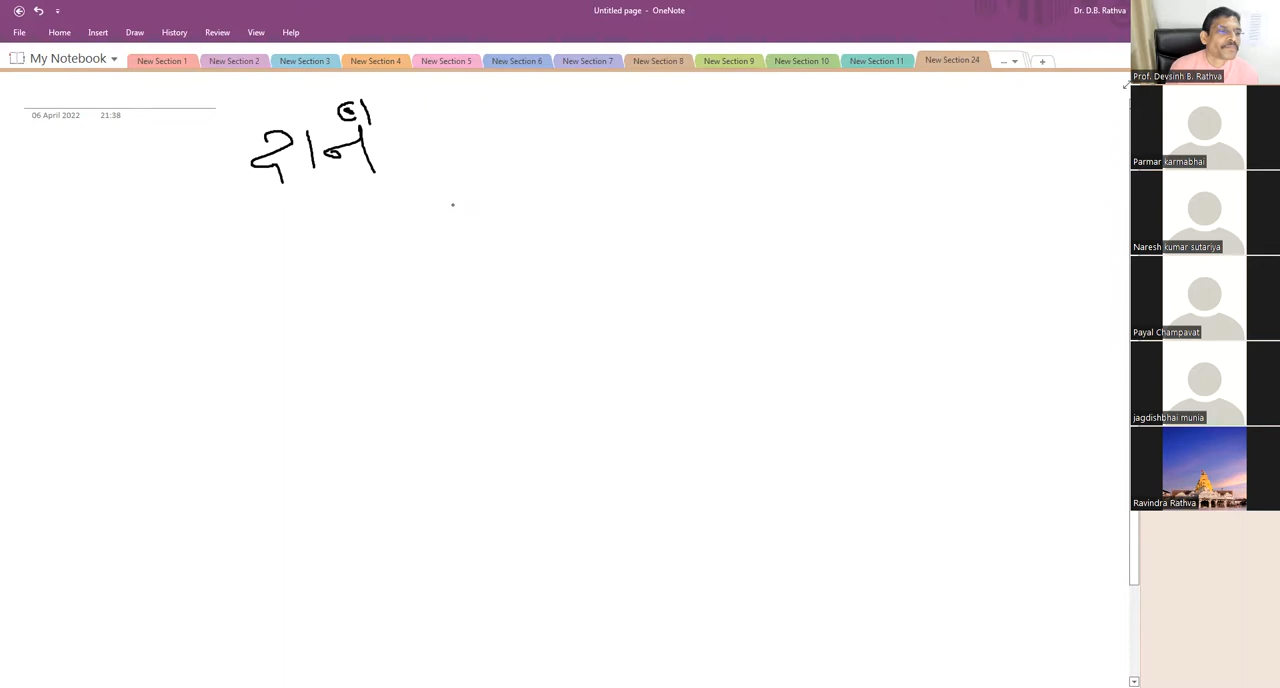 Untitled page - OneNote
Dr. D.B. Rathva
File Home Insert Draw History Review View Help
My Notebook New Section 1 New Section 2 New Section 3 New Section 4 New Section 5 New Section 6 New Section 7 New Section 8 New Section 9 New Section 10 New Section 11 New Section 24 ...
06 April 2022 21:38
Prof. Devsinh B. Rathva
Parmar karmabhai
Naresh kumar sutariya
Payal Champavat
jagdishbhai munia
Ravindra Rathva